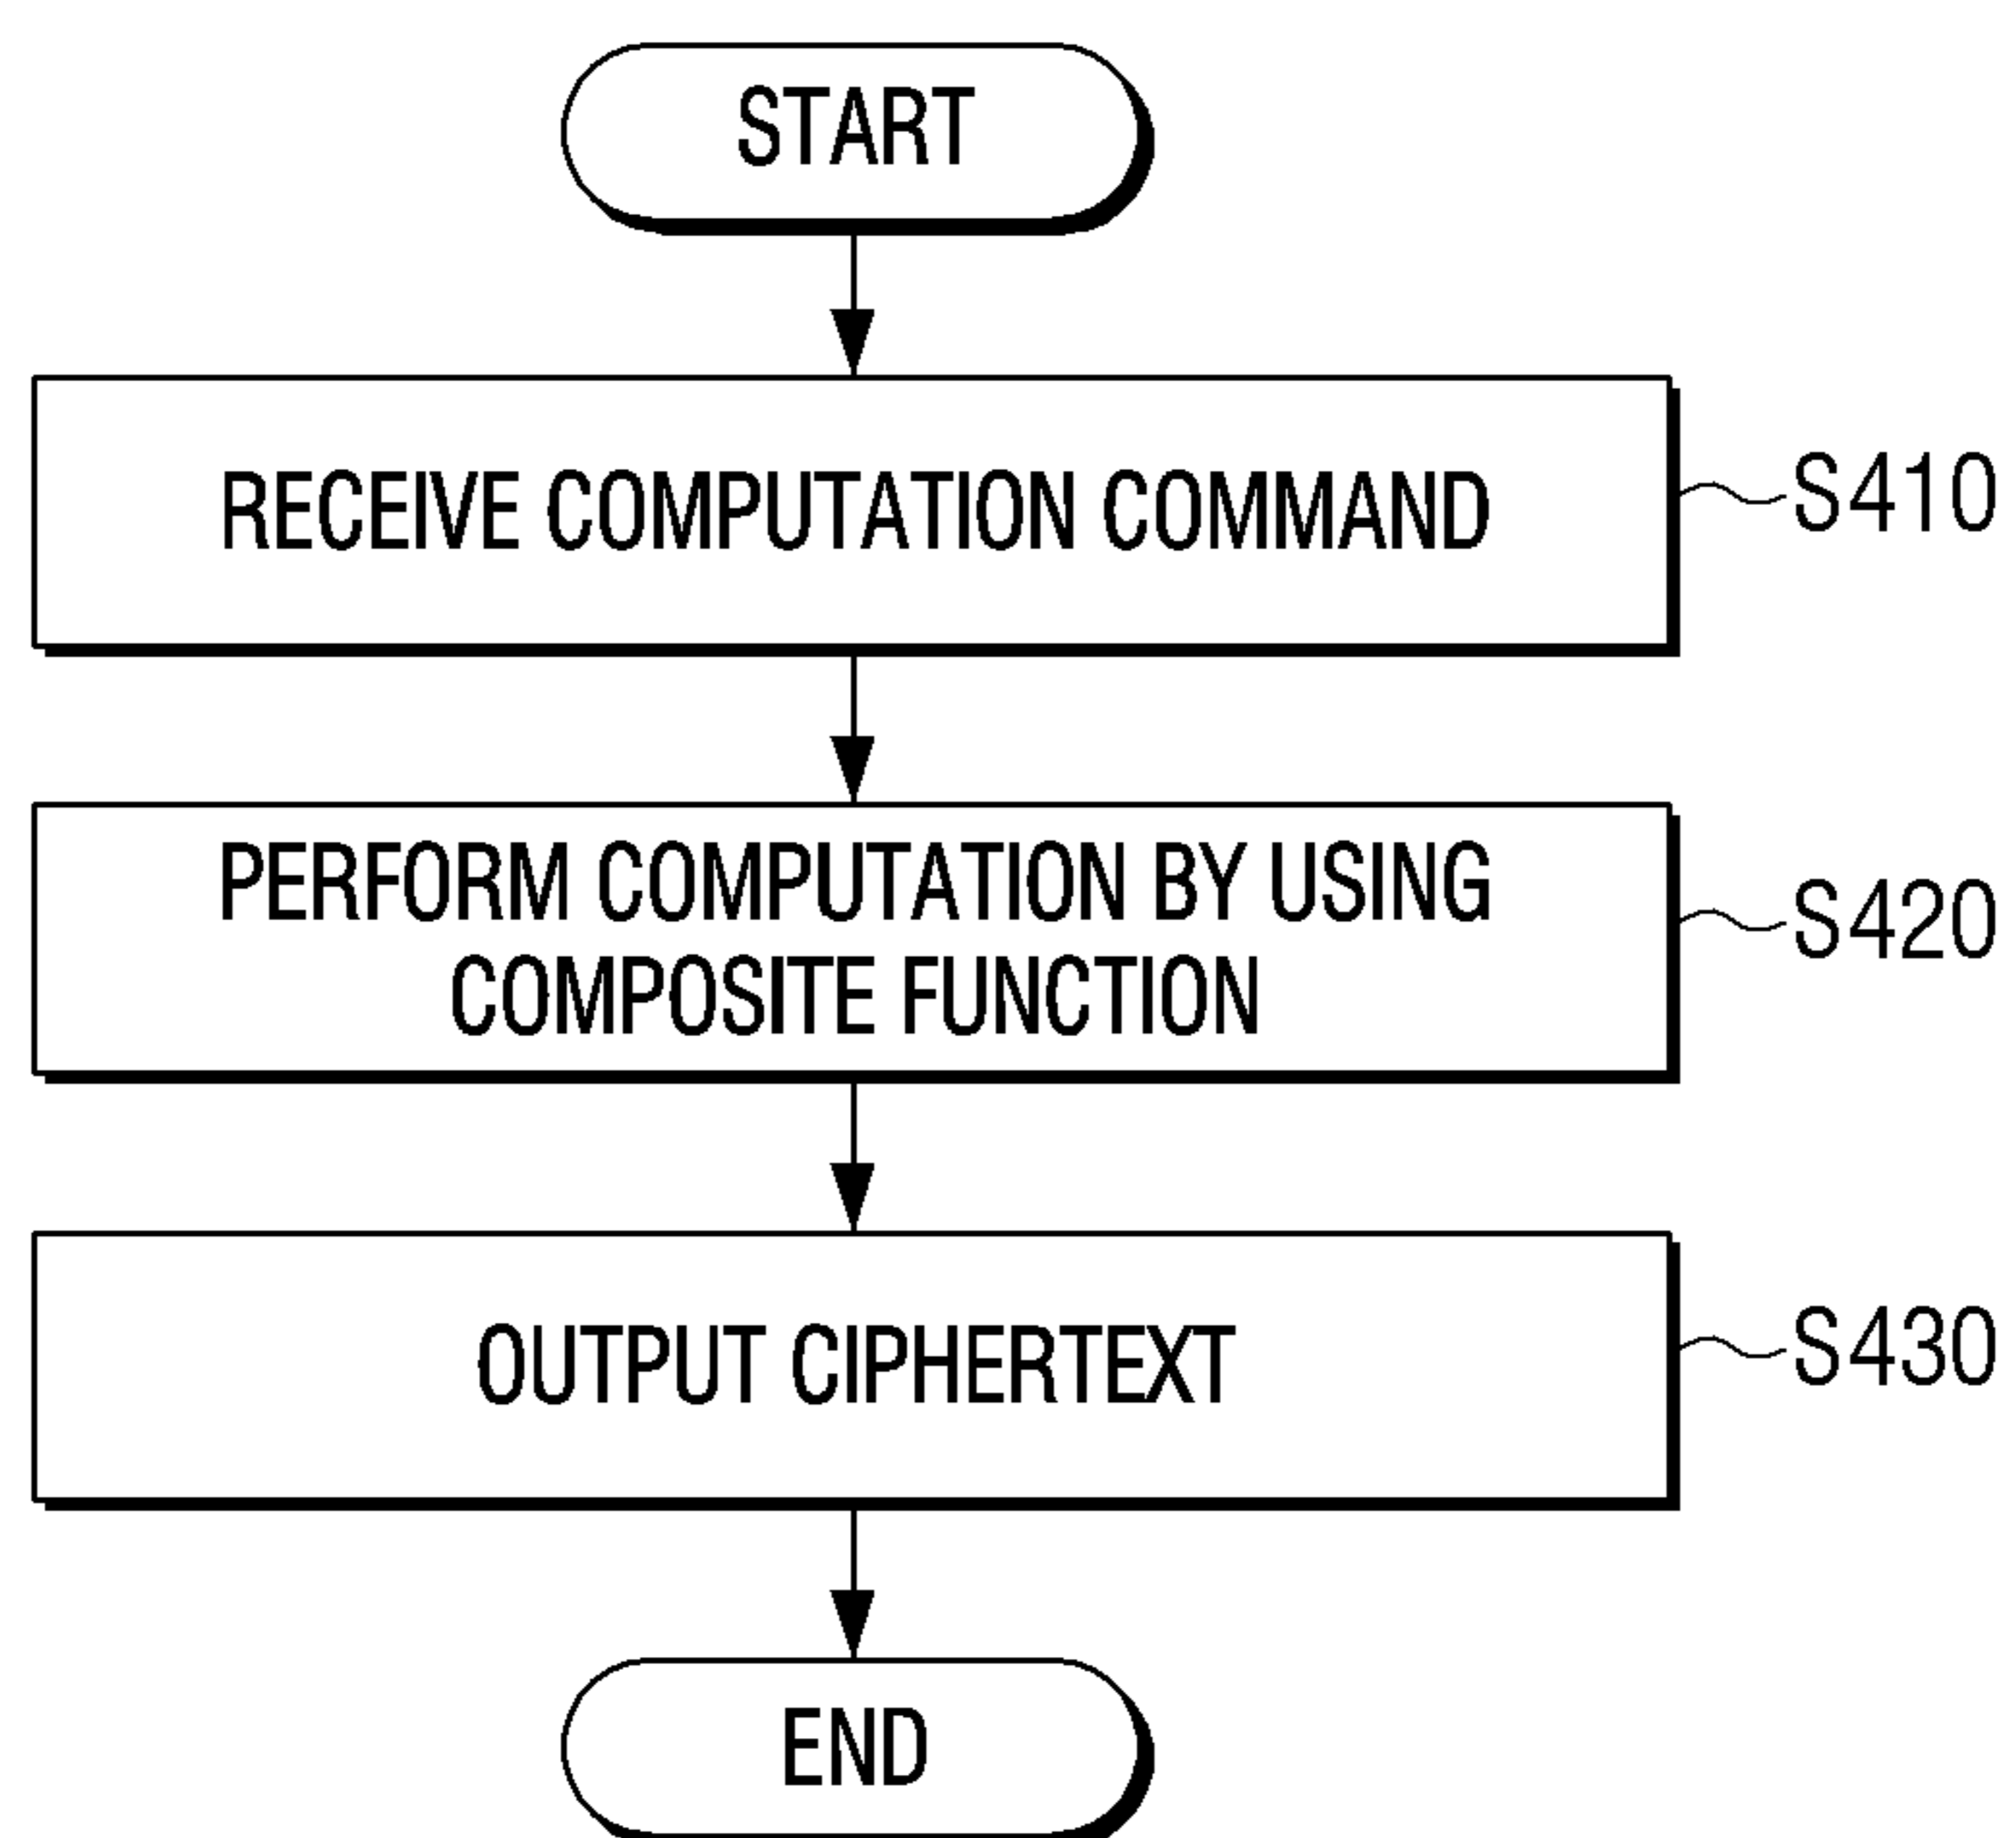 START
RECEIVE COMPUTATION COMMAND
S410
PERFORM COMPUTATION BY USING
COMPOSITE FUNCTION
S420
OUTPUT CIPHERTEXT
S430
END